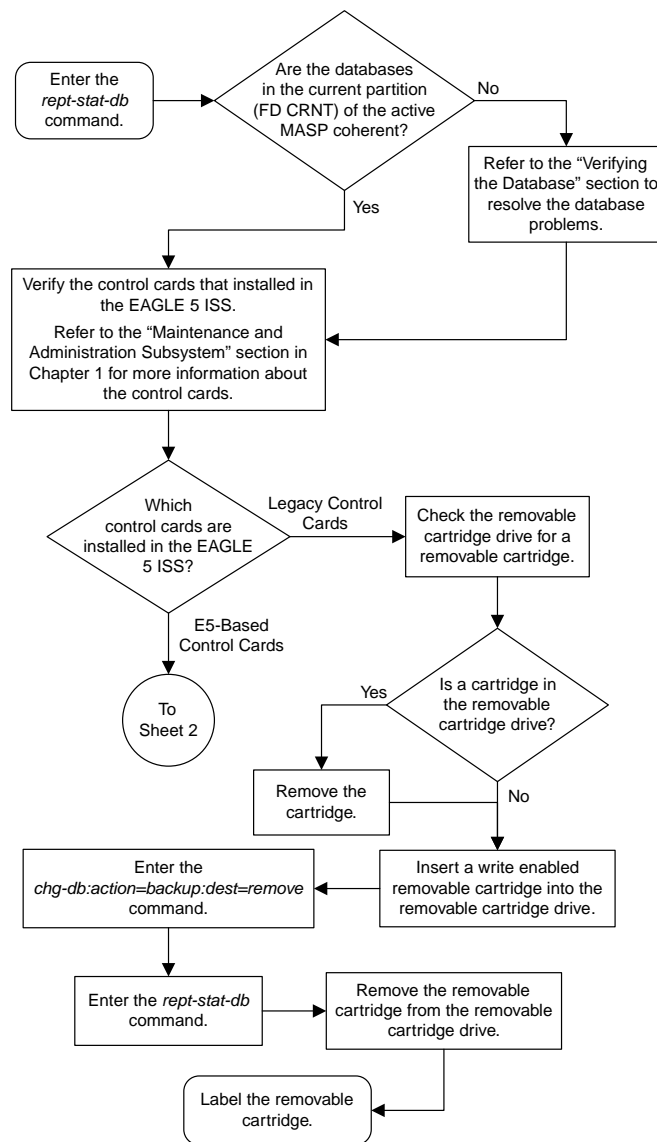 Enter the
rept-stat-db
command.
Are the databases
in the current partition
(FD CRNT) of the active
MASP coherent?
No
Refer to the “Verifying
the Database” section to
resolve the database
problems.
Yes
Verify the control cards that installed in
the EAGLE 5 ISS.
Refer to the “Maintenance and
Administration Subsystem” section in
Chapter 1 for more information about
the control cards.
Which
control cards are
installed in the EAGLE
5 ISS?
Legacy Control
Cards
Check the removable
cartridge drive for a
removable cartridge.
E5-Based
Control Cards
To
Sheet 2
Is a cartridge in
the removable
cartridge drive?
Yes
Remove the
cartridge.
No
Insert a write enabled
removable cartridge into the
removable cartridge drive.
Enter the
chg-db:action=backup:dest=remove
command.
Enter the rept-stat-db
command.
Remove the removable
cartridge from the removable
cartridge drive.
Label the removable
cartridge.